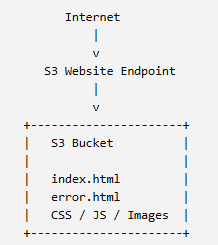 Internet
|
v
S3 Website Endpoint
|
v
+----------------------+
| S3 Bucket |
| |
| index.html |
| error.html |
| CSS / JS / Images |
+----------------------+